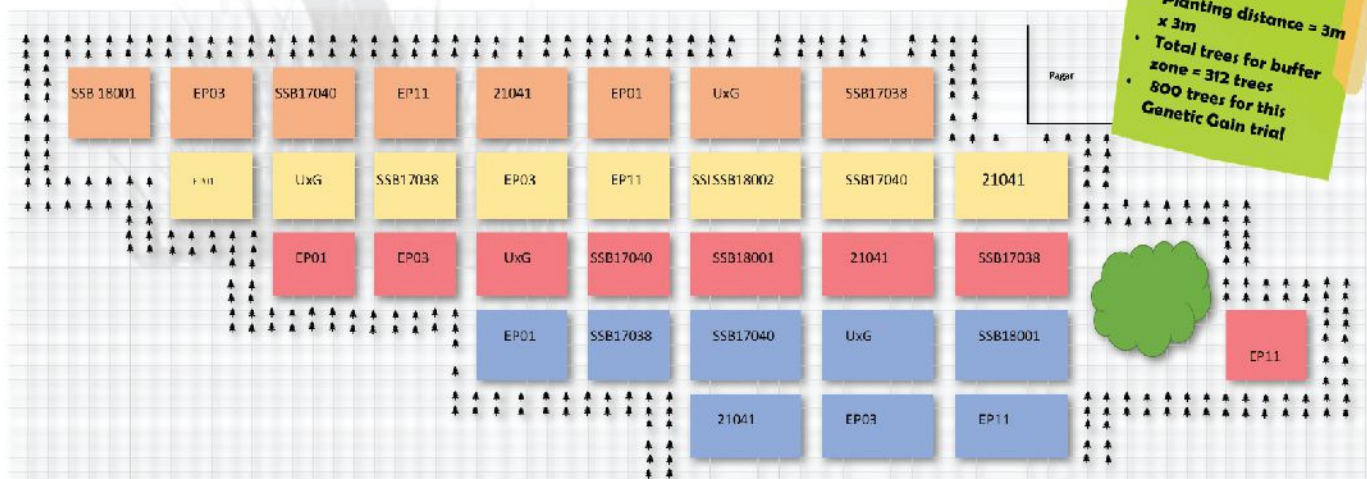 Planting distance = 3m
x 3m
Total trees for buffer
zone = 312 trees
800 trees for this
Genetic Gain trial
Pagar
SSB 18001 EP03 SSB17040 EP11 21041 EP01 UxG SSB17038
UxG SSB17038 EP03 EP11 SSISSB18002 SSB17040 21041
EP01 EP03 UxG SSB17040 SSB18001 21041 SSB17038
EP01 SSB17038 SSB17040 UxG SSB18001
EP11
21041 EP03 EP11